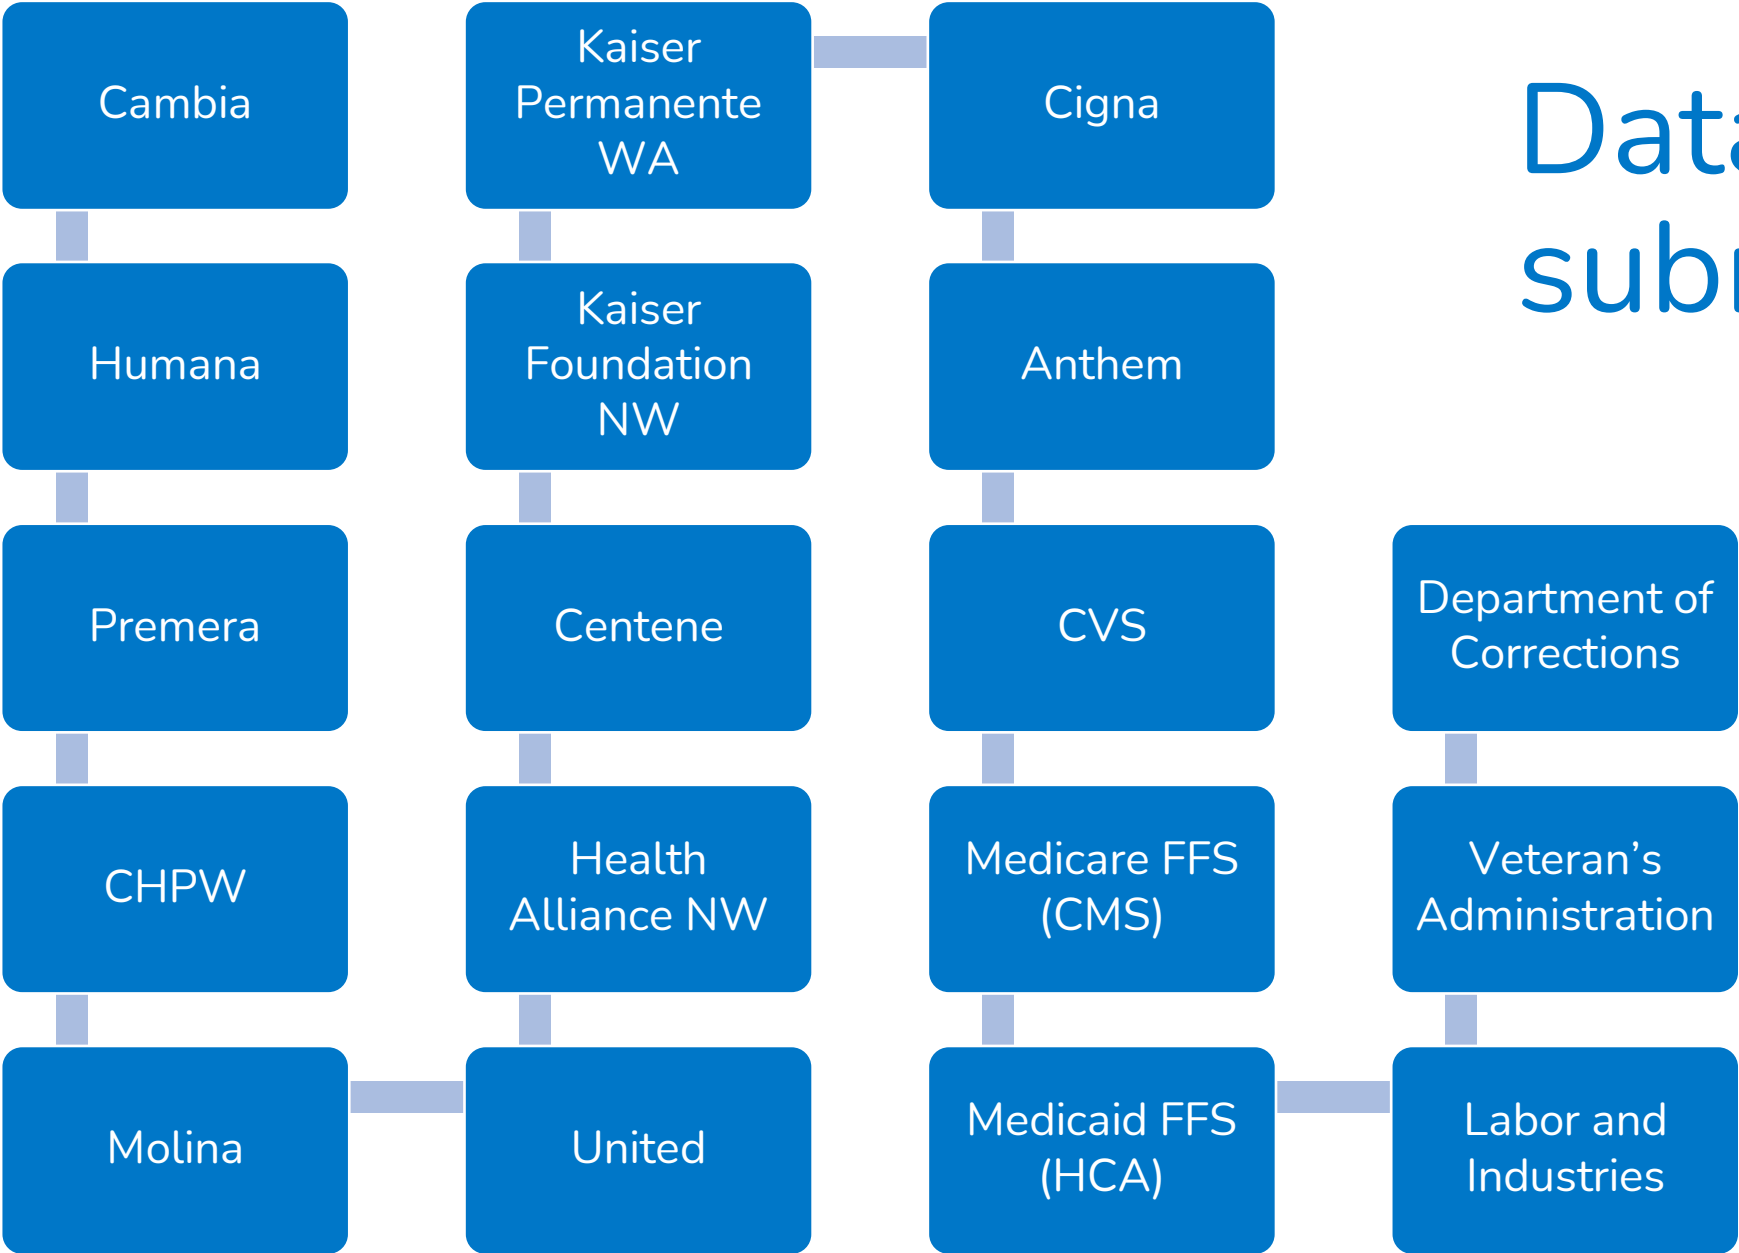 Cambia
Humana
Premera
CHPW
Molina
Kaiser
Permanente
WA
Kaiser
Foundation
NW
Centene
Health
Alliance NW
United
Cigna
Anthem
CVS
Medicare FFS
(CMS)
Medicaid FFS
(HCA)
Data
Department of
Corrections
Veteran’s
Administration
Labor and
Industries